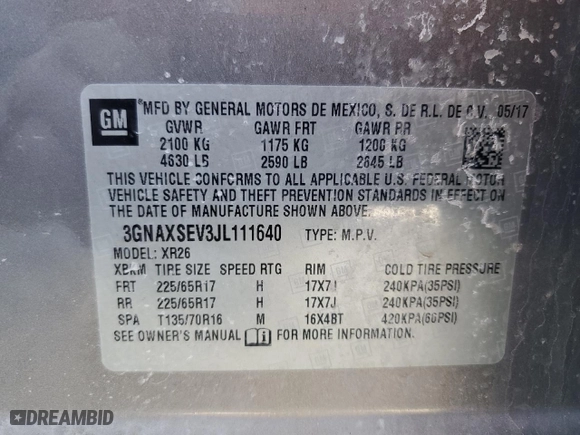 GM
MFD BY GENERAL MOTORS DE MEXICO, S. DE R.L. DE C.V. 05/17
GVWR GAWR FRT GAWR RR
2100 KG 1175 KG 1200 KG
4630 LB 2590 LB 2645 LB
THIS VEHICLE CONFORMS TO ALL APPLICABLE U.S. FEDERAL MOTOR
VEHICLE SAFETY AND THEFT PREVENTION STANDARDS IN EFFECT ON
THE DATE OF MANUFACTURE SHOWN ABOVE.
3GNAXSEV3JL111640 TYPE: M.P.V.
MODEL: XR26
XBKM TIRE SIZE SPEED RTG RIM COLD TIRE PRESSURE
FRT 225/65R17 H 17X7J 240KPA(35PSI)
RR 225/65R17 H 17X7J 240KPA(35PSI)
SPA T135/70R16 M 16X4BT 420KPA(60PSI)
SEE OWNER'S MANUAL FOR MORE INFORMATION.
DREAMBID